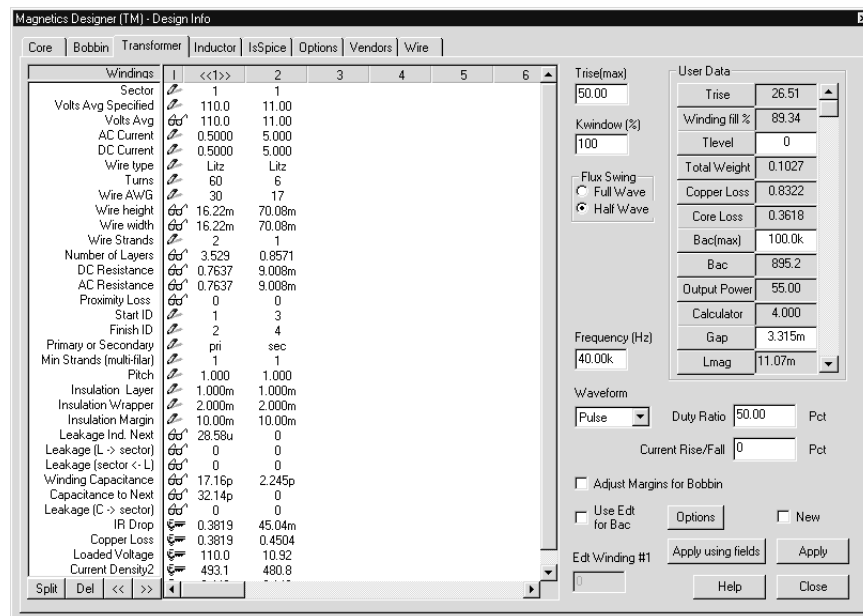 Magnetics Designer (TM) - Design Info
Core Bobbin Transformer Inductor IsSpice Options Vendors Wire
Windings I <<1>> 2 3 4 5 6
Sector 1 1
Volts Avg Specified 110.0 11.00
Volts Avg 110.0 11.00
AC Current 0.5000 5.000
DC Current 0.5000 5.000
Wire type Litz Litz
Turns 60 6
Wire AWG 30 17
Wire height 16.22m 70.08m
Wire width 16.22m 70.08m
Wire Strands 2 1
Number of Layers 3.529 0.8571
DC Resistance 0.7637 9.008m
AC Resistance 0.7637 9.008m
Proximity Loss 0 0
Start ID 1 3
Finish ID 2 4
Primary or Secondary pri sec
Min Strands (multi-filar) 1 1
Pitch 1.000 1.000
Insulation Layer 1.000m 1.000m
Insulation Wrapper 2.000m 2.000m
Insulation Margin 10.00m 10.00m
Leakage Ind. Next 28.58u 0
Leakage (L -> sector) 0 0
Leakage (sector <- L) 0 0
Winding Capacitance 17.16p 2.245p
Capacitance to Next 32.14p 0
Leakage (C -> sector) 0 0
IR Drop 0.3819 45.04m
Copper Loss 0.3819 0.4504
Loaded Voltage 110.0 10.92
Current Density2 493.1 480.8
Split Del << >>
Trise(max)
50.00
Kwindow (%)
100
Flux Swing
Full Wave
Half Wave
User Data
Trise 26.51
Winding fill % 89.34
Tlevel 0
Total Weight 0.1027
Copper Loss 0.8322
Core Loss 0.3618
Bac(max) 100.0k
Bac 895.2
Output Power 55.00
Calculator 4.000
Gap 3.315m
Lmag 11.07m
Frequency (Hz)
40.00k
Waveform
Pulse Duty Ratio 50.00 Pct
Current Rise/Fall 0 Pct
Adjust Margins for Bobbin
Use Edt
for Bac
Options New
Edt Winding #1 Apply using fields Apply
0
Help Close